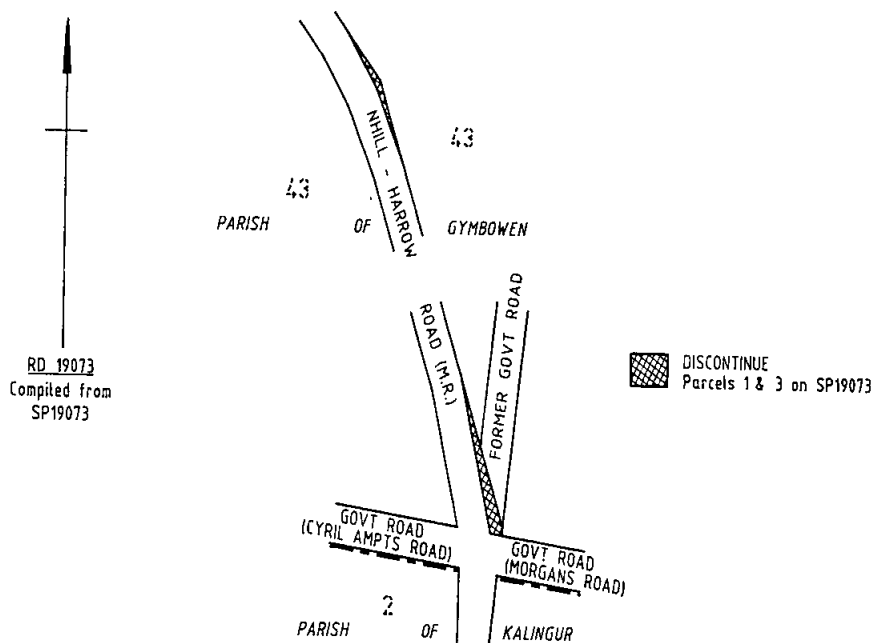 43
43
NHILL - HARROW
PARISH OF GYMBOWEN
ROAD (M.R.)
FORMER GOVT ROAD
RD 19073
Compiled from
SP19073
DISCONTINUE
Parcels 1 & 3 on SP19073
GOVT ROAD
(CYRIL AMPTS ROAD)
GOVT ROAD
(MORGANS ROAD)
2
PARISH OF KALINGUR